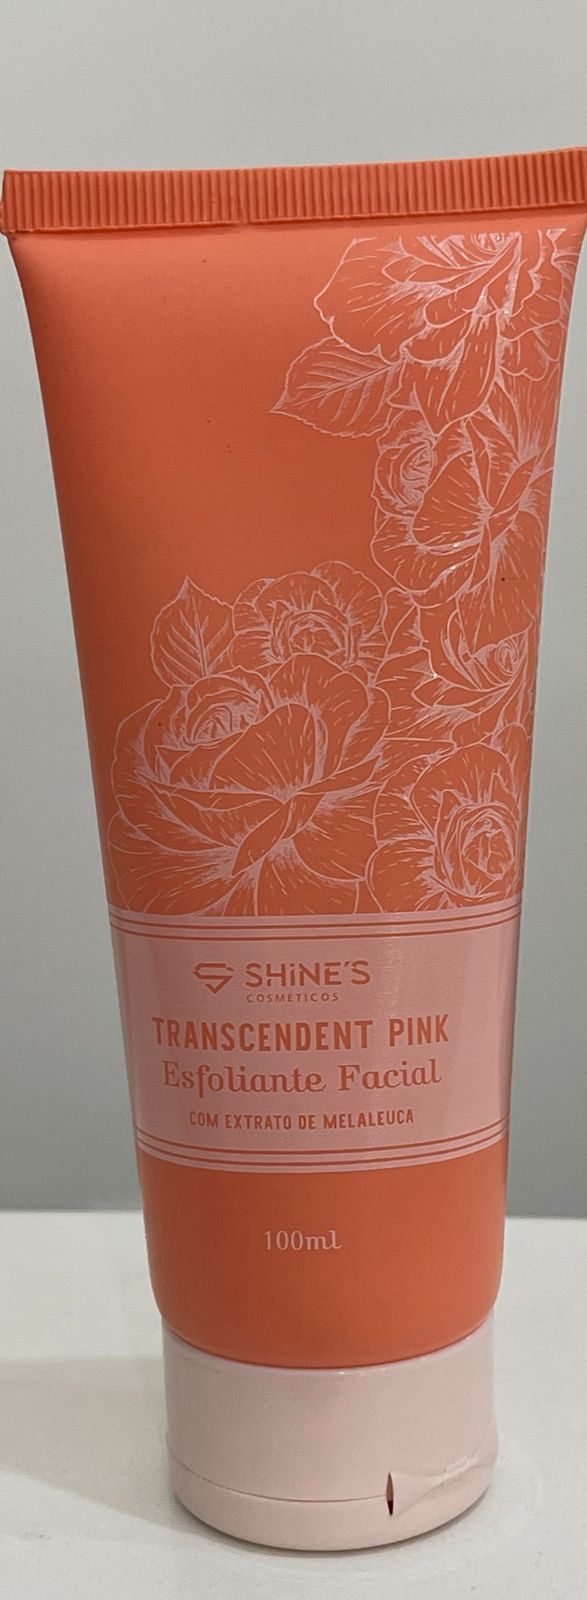 SHiNE'S
COSMÉTICOS
TRANSCENDENT PINK
Esfoliante Facial
COM EXTRATO DE MELALEUCA
100ml